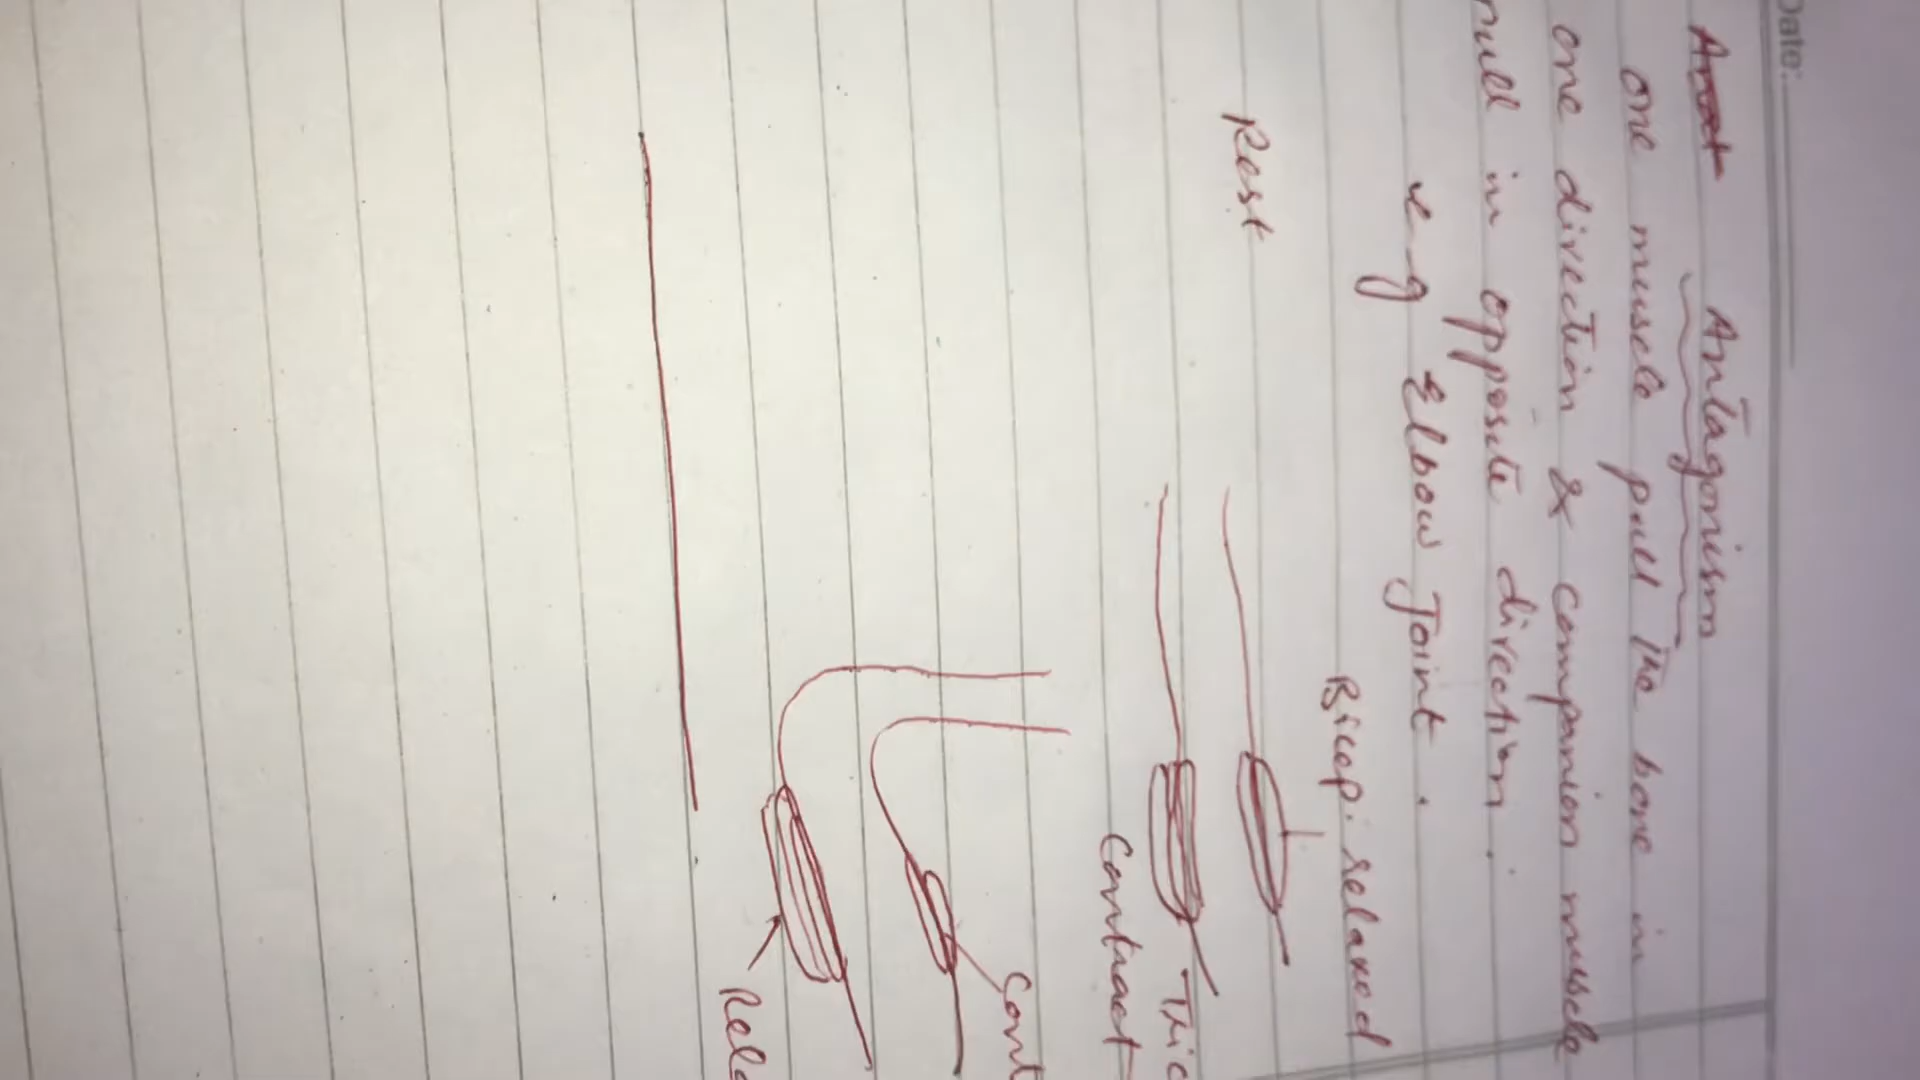 Date:
Antagonism
one muscle pull the bone in
one direction & companion muscle
pull in opposite direction.
e-g Elbow Joint.
Bicep. relaxed
Rest
Tric
Contract
Cont
Rela